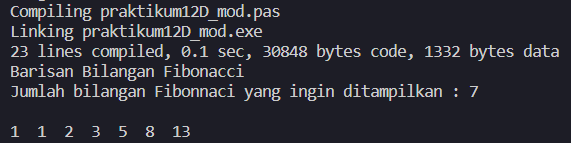 Compiling praktikum12D_mod.pas
Linking praktikum12D_mod.exe
23 lines compiled, 0.1 sec, 30848 bytes code, 1332 bytes data
Barisan Bilangan Fibonacci
Jumlah bilangan Fibonnaci yang ingin ditampilkan : 7
1 1 2 3 5 8 13